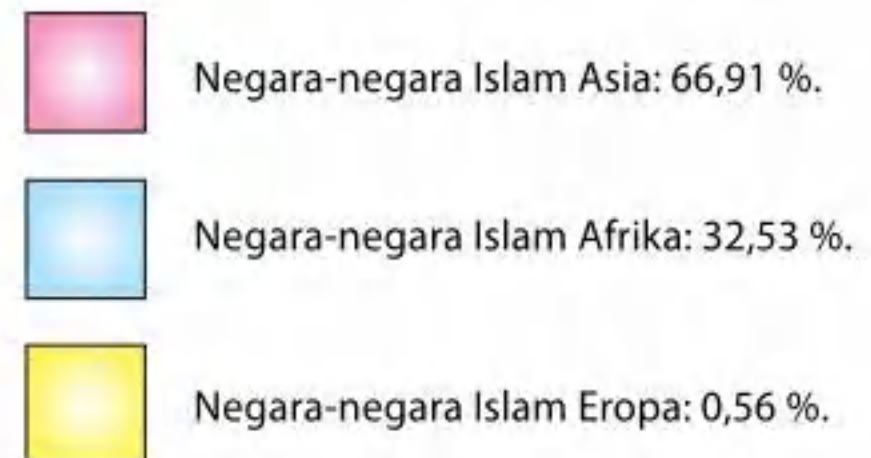 Negara-negara Islam Asia: 66,91 %.
Negara-negara Islam Afrika: 32,53 %.
Negara-negara Islam Eropa: 0,56 %.